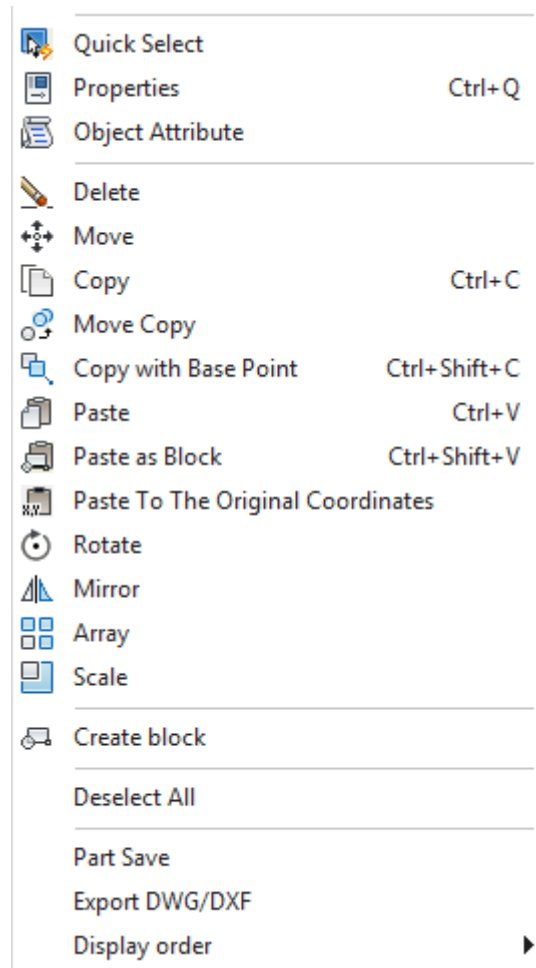 Quick Select
Properties Ctrl+Q
Object Attribute
Delete
Move
Copy Ctrl+C
Move Copy
Copy with Base Point Ctrl+Shift+C
Paste Ctrl+V
Paste as Block Ctrl+Shift+V
X,Y Paste To The Original Coordinates
Rotate
Mirror
Array
Scale
Create block
Deselect All
Part Save
Export DWG/DXF
Display order